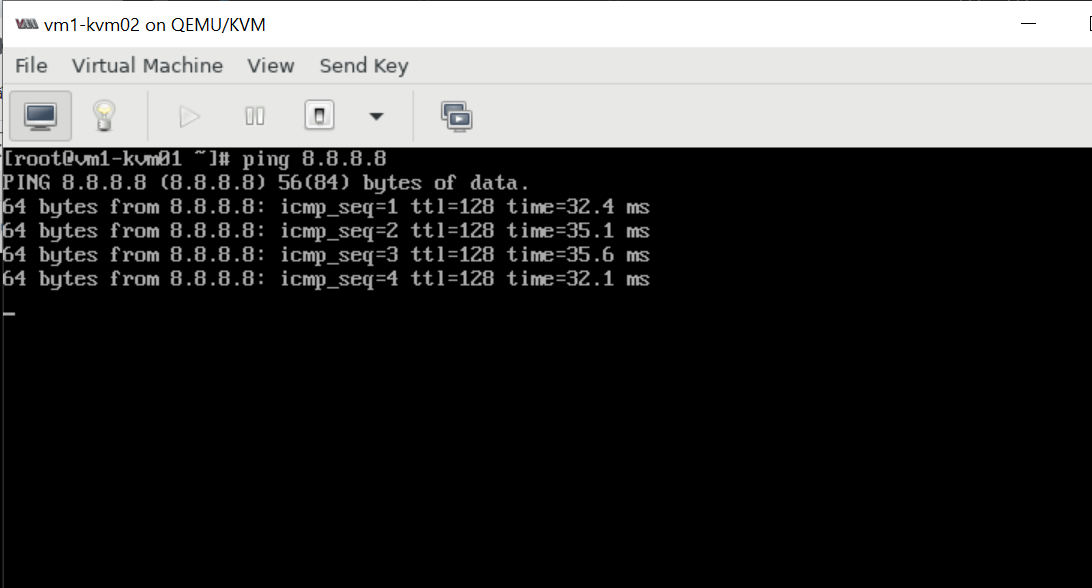 vm1-kvm02 on QEMU/KVM
File Virtual Machine View Send Key
[root@vm1-kvm01 ~]# ping 8.8.8.8
PING 8.8.8.8 (8.8.8.8) 56(84) bytes of data.
64 bytes from 8.8.8.8: icmp_seq=1 ttl=128 time=32.4 ms
64 bytes from 8.8.8.8: icmp_seq=2 ttl=128 time=35.1 ms
64 bytes from 8.8.8.8: icmp_seq=3 ttl=128 time=35.6 ms
64 bytes from 8.8.8.8: icmp_seq=4 ttl=128 time=32.1 ms